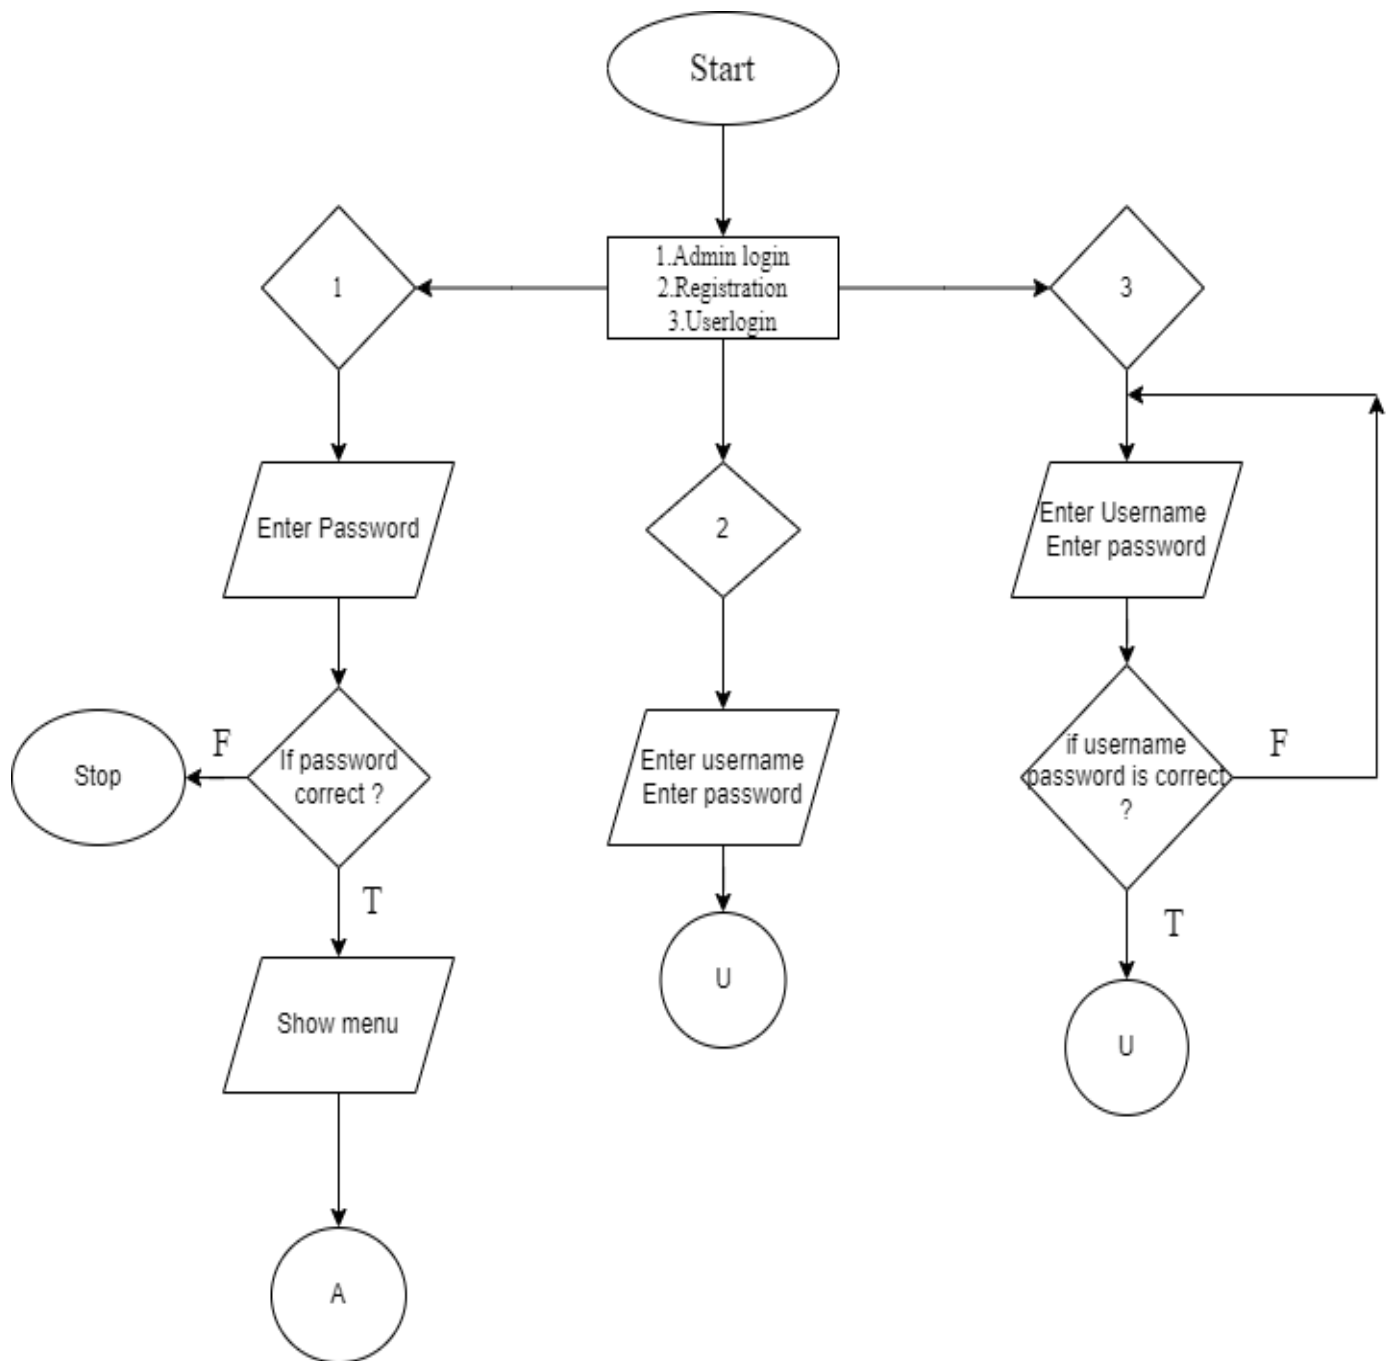 Start
1.Admin login
2.Registration
3.Userlogin
1
3
2
Enter Password
Enter Username
Enter password
If password
correct ?
F
Stop
T
Enter username
Enter password
if username
password is correct
?
F
T
Show menu
U
U
A